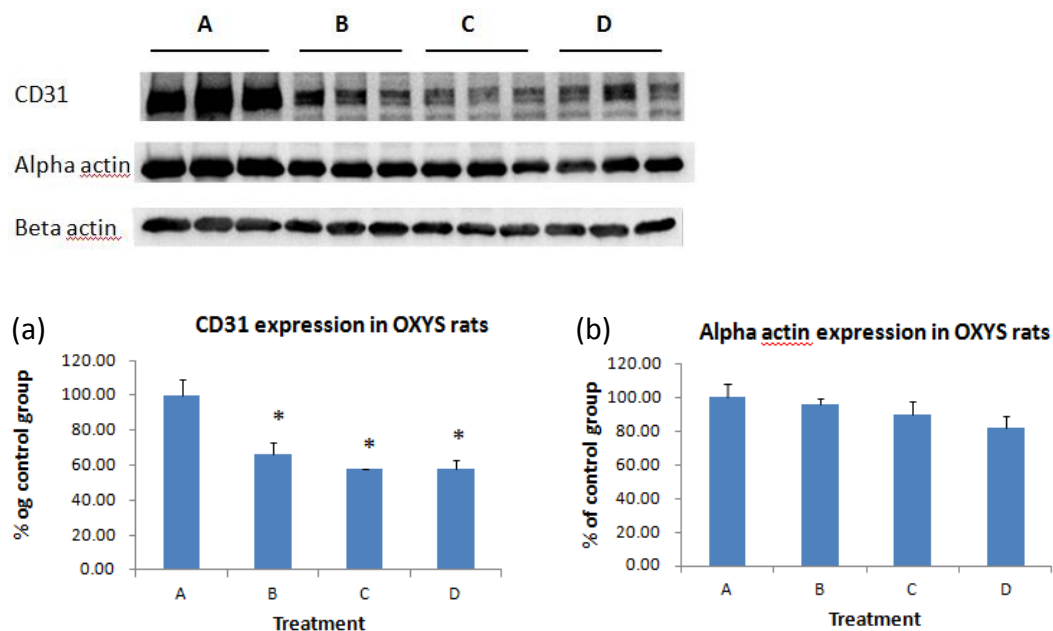 A B C D
CD31
Alpha actin
Beta actin
(a)
CD31 expression in OXYS rats
120.00
100.00
80.00
60.00
40.00
20.00
0.00
% og control group
* * *
A B C D
Treatment
(b)
Alpha actin expression in OXYS rats
120.00
100.00
80.00
60.00
40.00
20.00
0.00
% of control group
A B C D
Treatment